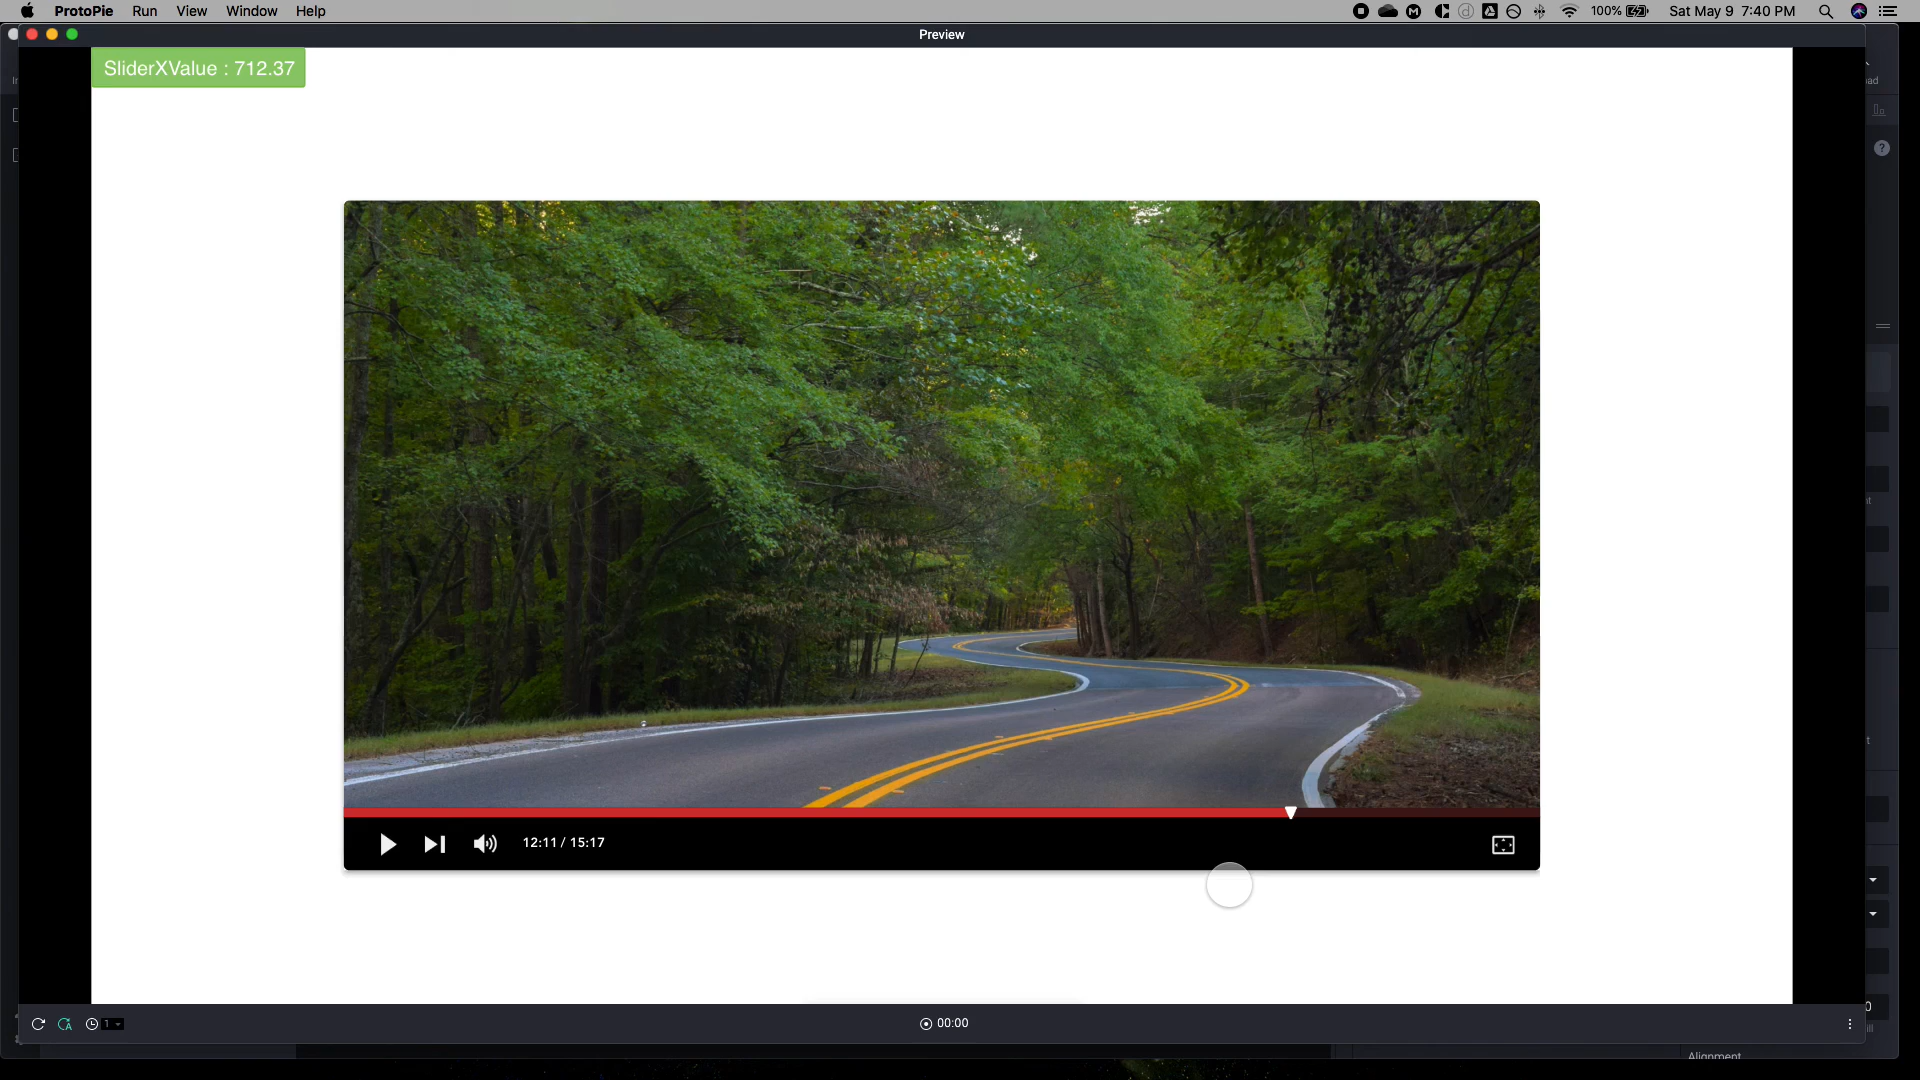 ProtoPie Run View Window Help
100% Sat May 9 7:40 PM
Preview
SliderXValue : 712.37
12:11 / 15:17
1
00:00
Alignment